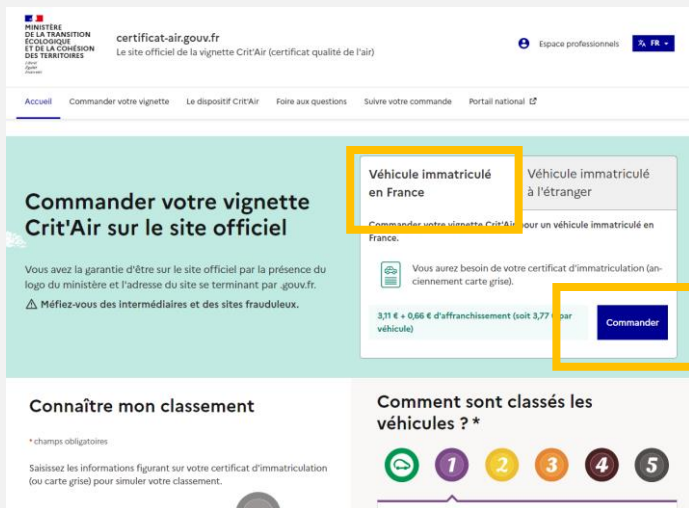 MINISTÈRE
DE LA TRANSITION
ÉCOLOGIQUE
ET DE LA COHÉSION
DES TERRITOIRES
Liberté
Égalité
Fraternité
certificat-air.gouv.fr
Le site officiel de la vignette Crit'Air (certificat qualité de l'air)
Espace professionnels
FR
Accueil
Commander votre vignette
Le dispositif Crit'Air
Foire aux questions
Suivre votre commande
Portail national
Commander votre vignette
Crit'Air sur le site officiel
Vous avez la garantie d'être sur le site officiel par la présence du
logo du ministère et l'adresse du site se terminant par .gouv.fr.
Méfiez-vous des intermédiaires et des sites frauduleux.
Véhicule immatriculé
en France
Véhicule immatriculé
à l'étranger
Commander votre vignette Crit'Air pour un véhicule immatriculé en
France.
Vous aurez besoin de votre certificat d'immatriculation (an-
ciennement carte grise).
3,11 € + 0,66 € d'affranchissement (soit 3,77 € par
véhicule)
Commander
Connaître mon classement
* champs obligatoires
Saisissez les informations figurant sur votre certificat d'immatriculation
(ou carte grise) pour simuler votre classement.
Comment sont classés les
véhicules ? *
1
2
3
4
5